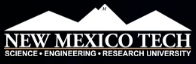 NEW MEXICO TECH
SCIENCE • ENGINEERING • RESEARCH UNIVERSITY